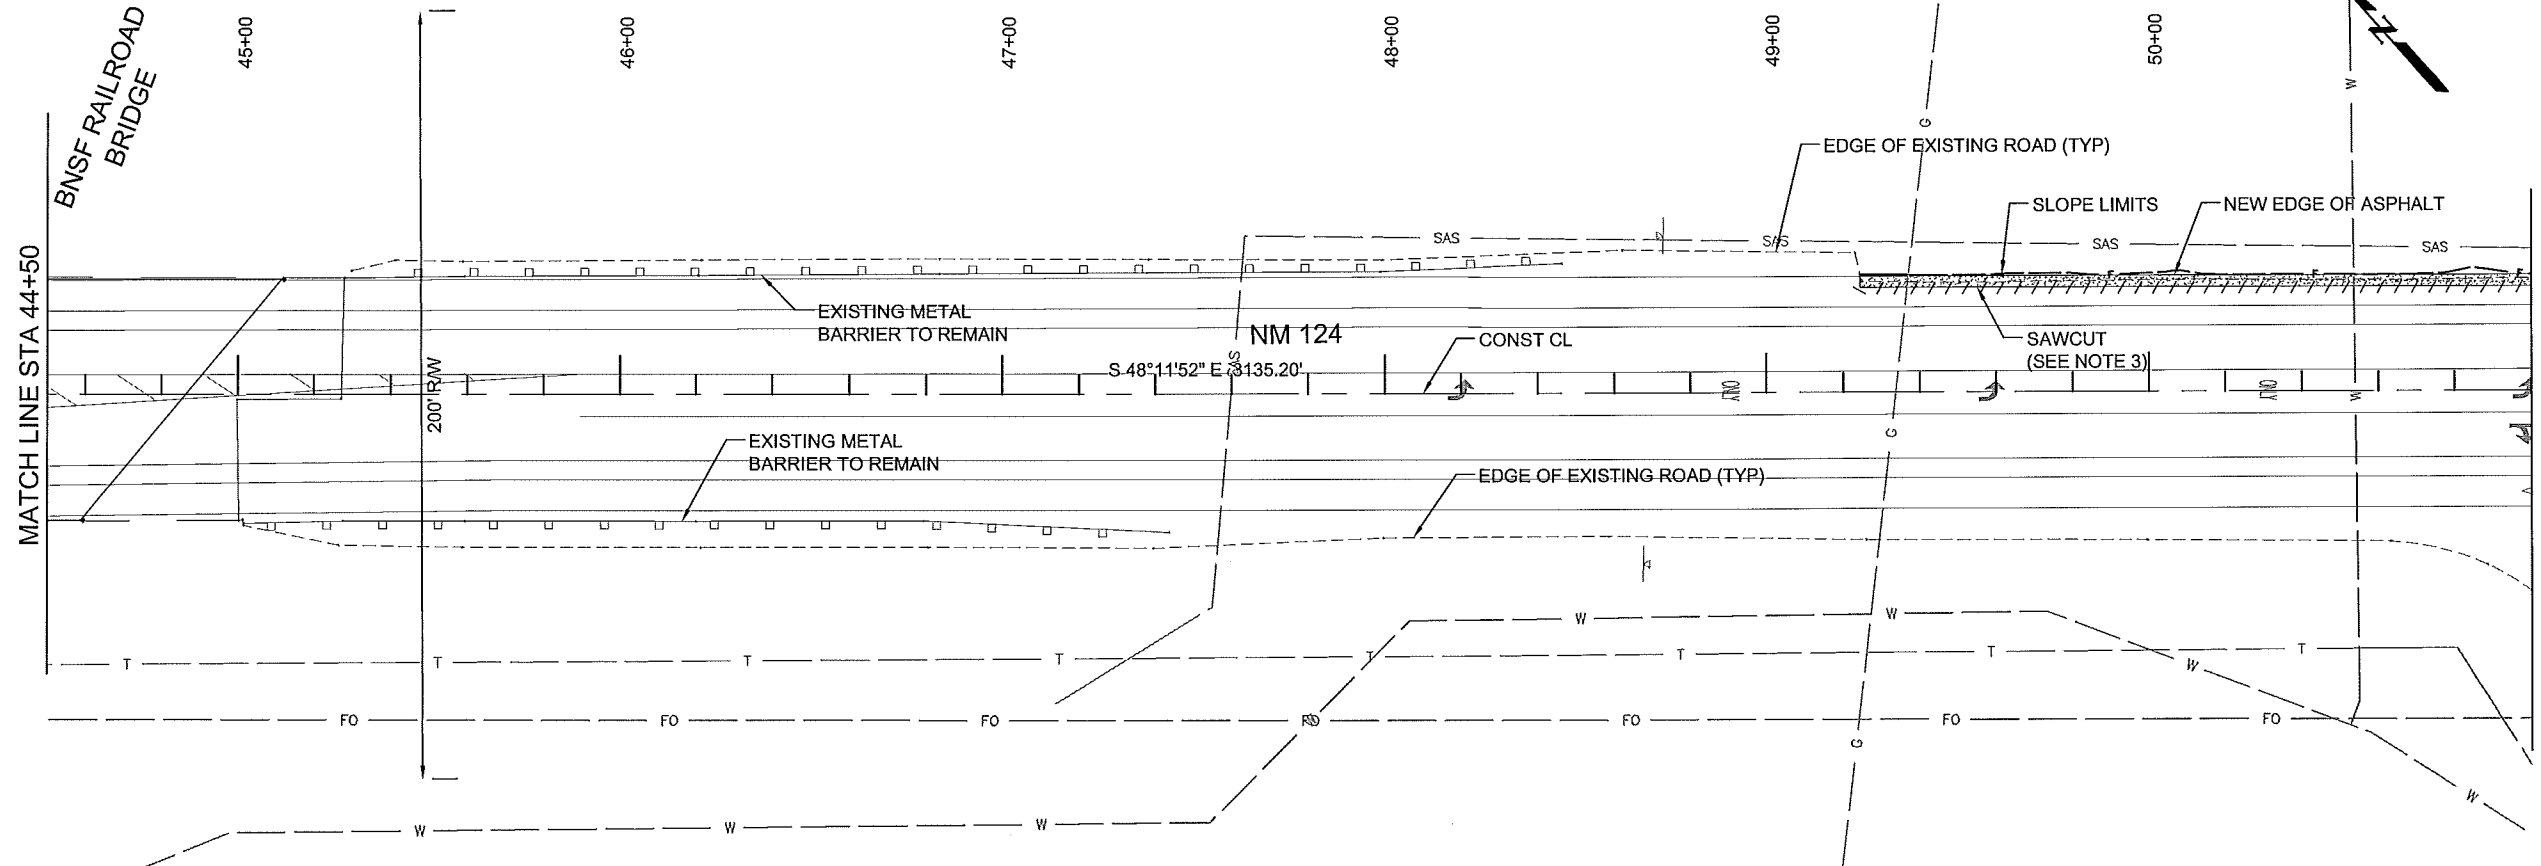 BNSF RAILROAD
BRIDGE
45+00
46+00
47+00
48+00
49+00
50+00
N
W
G
EDGE OF EXISTING ROAD (TYP)
SLOPE LIMITS
NEW EDGE OF ASPHALT
SAS
SAS
SAS
SAS
F
F
F
MATCH LINE STA 44+50
EXISTING METAL
BARRIER TO REMAIN
NM 124
CONST CL
SAWCUT
(SEE NOTE 3)
SAS
S 48°11'52" E 3135.20'
200' R/W
ONLY
ONLY
W
G
EXISTING METAL
BARRIER TO REMAIN
EDGE OF EXISTING ROAD (TYP)
W
W
T
T
T
T
T
T
T
T
W
FO
FO
FO
FO
W
FO
FO
FO
G
W
W
W
W